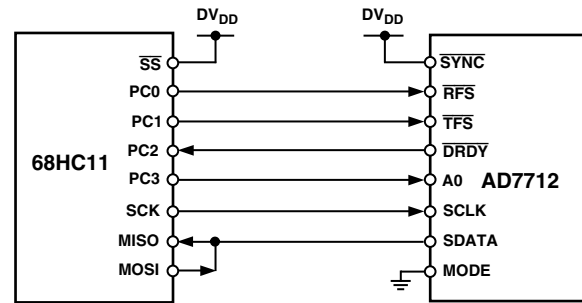 DVDD DVDD
SS SYNC
PC0 RFS
PC1 TFS
PC2 DRDY
68HC11 AD7712
PC3 A0
SCK SCLK
MISO SDATA
MOSI MODE